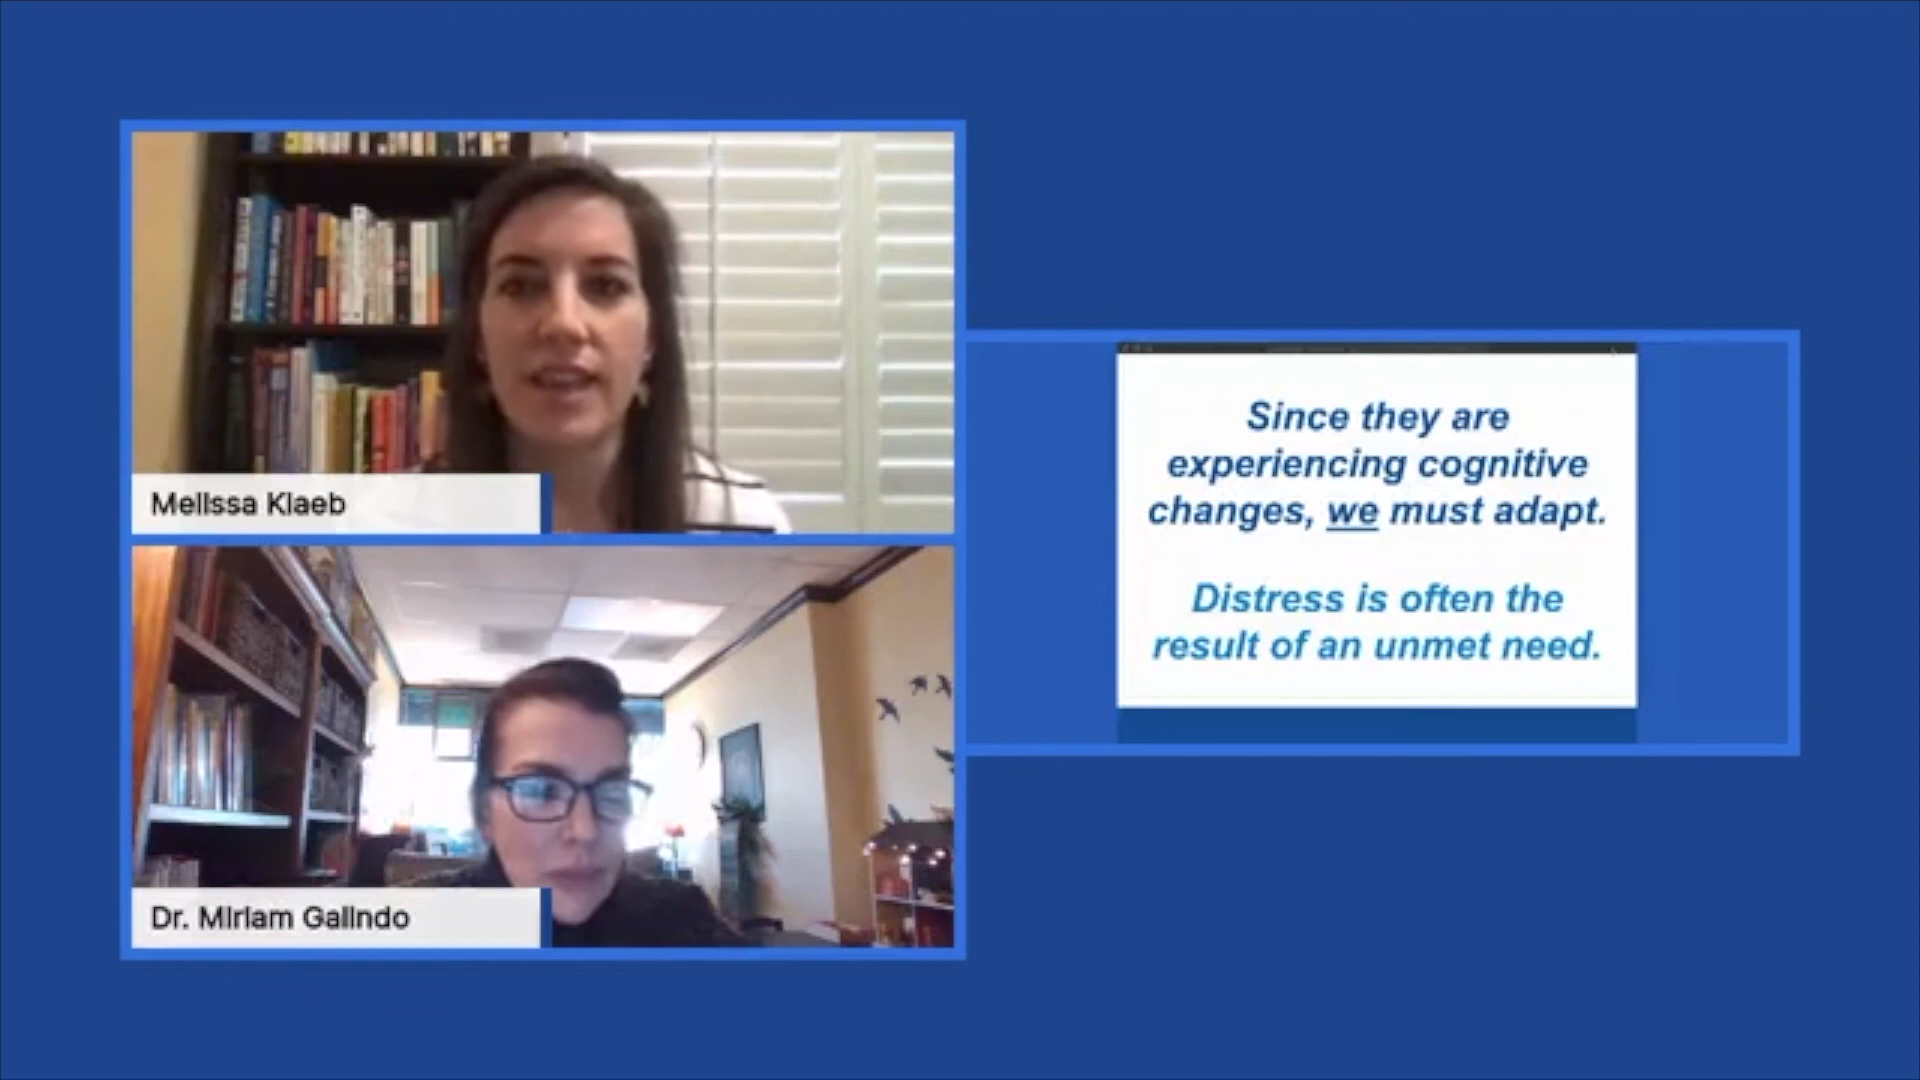 Melissa Klaeb
Dr. Miriam Galindo
Since they are
experiencing cognitive
changes, we must adapt.
Distress is often the
result of an unmet need.